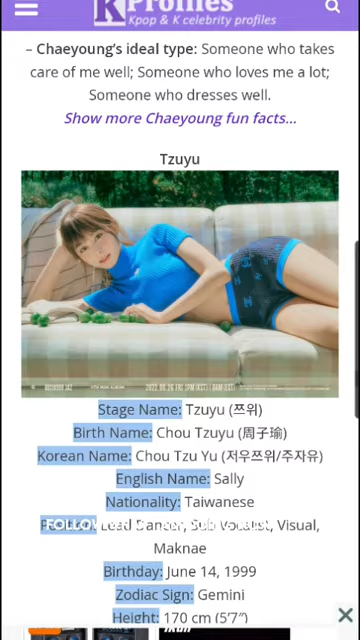 KProfiles
Kpop & K celebrity profiles
– Chaeyoung's ideal type: Someone who takes
care of me well; Someone who loves me a lot;
Someone who dresses well.
Show more Chaeyoung fun facts...
Tzuyu
2022.08.26 FRI 1PM (KST) | 0AM (EST)
Stage Name: Tzuyu (쯔위)
Birth Name: Chou Tzuyu (周子瑜)
Korean Name: Chou Tzu Yu (저우쯔위/주자유)
English Name: Sally
Nationality: Taiwanese
Lead Dancer, Sub Vocalist, Visual,
Maknae
Birthday: June 14, 1999
Zodiac Sign: Gemini
Height: 170 cm (5'7″)